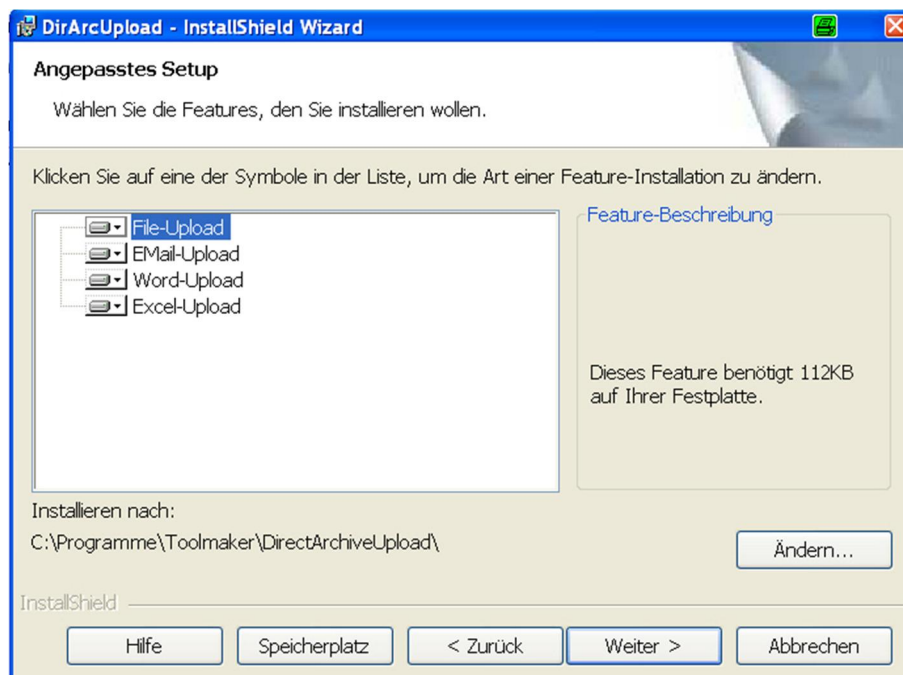 DirArcUpload - InstallShield Wizard
Angepasstes Setup
Wählen Sie die Features, den Sie installieren wollen.
Klicken Sie auf eine der Symbole in der Liste, um die Art einer Feature-Installation zu ändern.
File-Upload
EMail-Upload
Word-Upload
Excel-Upload
Feature-Beschreibung
Dieses Feature benötigt 112KB
auf Ihrer Festplatte.
Installieren nach:
C:\Programme\Toolmaker\DirectArchiveUpload\
Ändern...
InstallShield
Hilfe
Speicherplatz
< Zurück
Weiter >
Abbrechen